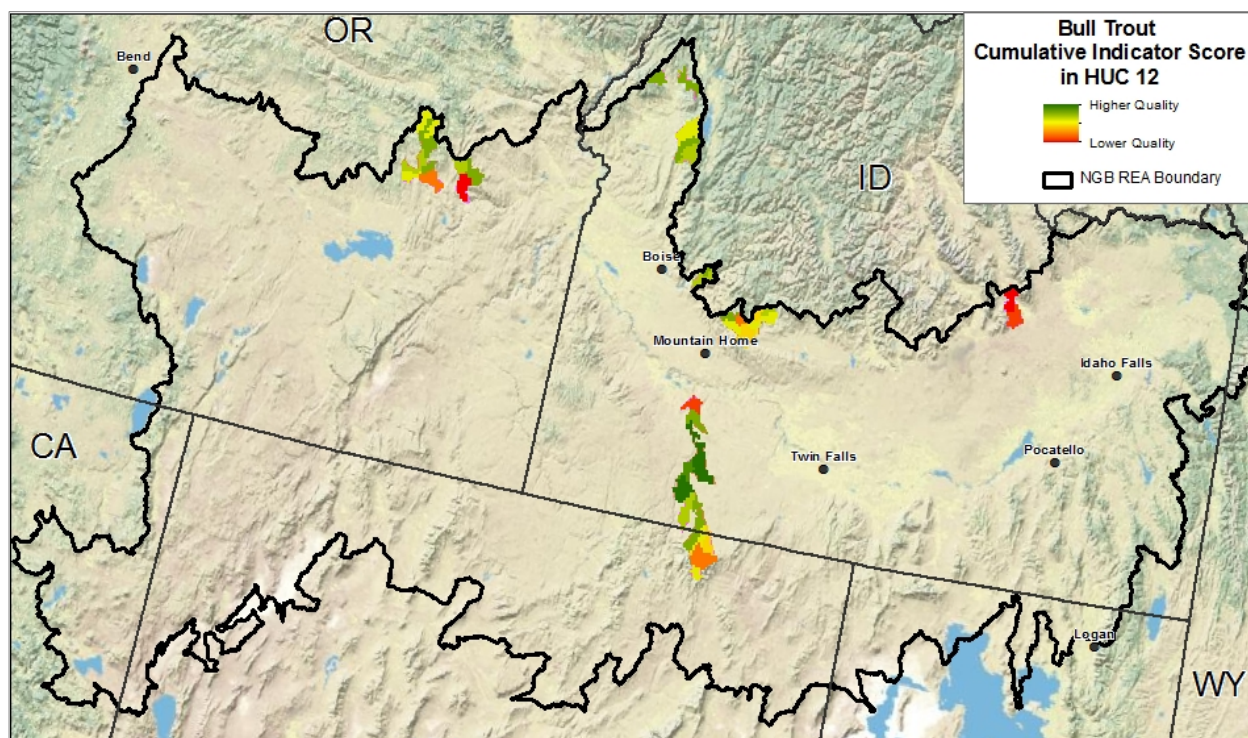 OR
Bend
Bull Trout
Cumulative Indicator Score
in HUC 12
Higher Quality
Lower Quality
NGB REA Boundary
ID
Boise
Mountain Home
Idaho Falls
CA
Twin Falls
Pocatello
Logan
WY